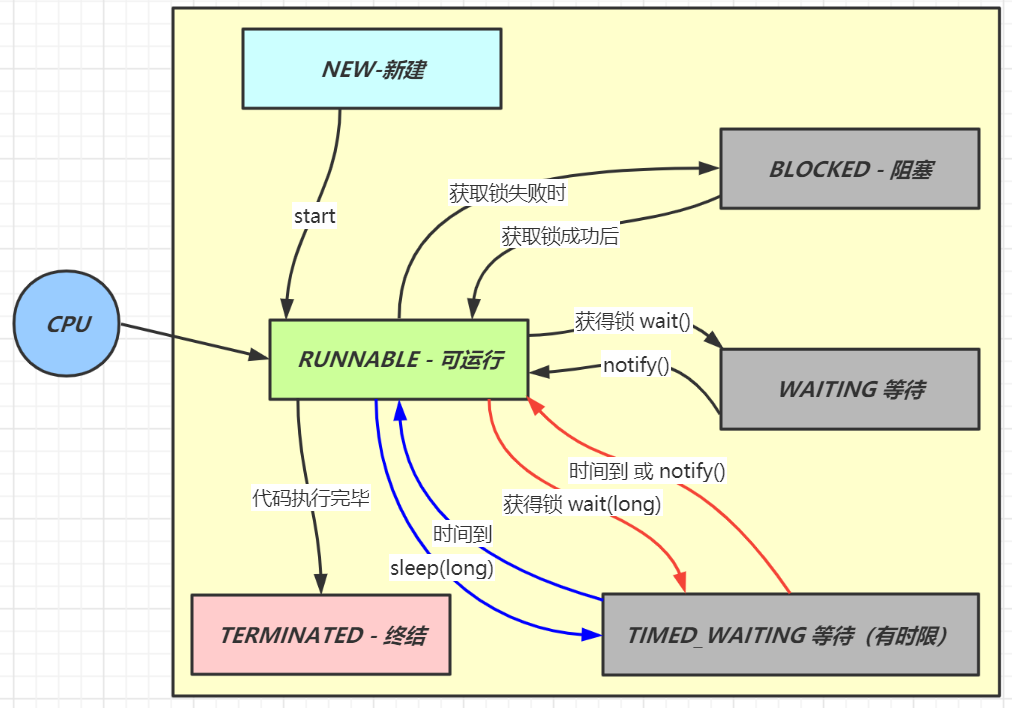 NEW-新建
BLOCKED - 阻塞
获取锁失败时
start
获取锁成功后
CPU
获得锁 wait()
RUNNABLE - 可运行
notify()
WAITING 等待
时间到 或 notify()
代码执行完毕
获得锁 wait(long)
时间到
sleep(long)
TERMINATED - 终结
TIMED_WAITING 等待（有时限）